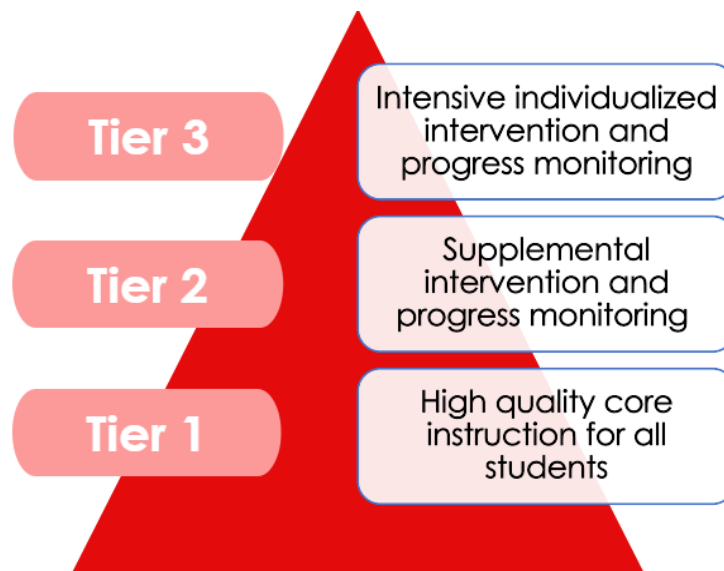 Tier 3
Intensive individualized
intervention and
progress monitoring
Tier 2
Supplemental
intervention and
progress monitoring
Tier 1
High quality core
instruction for all
students